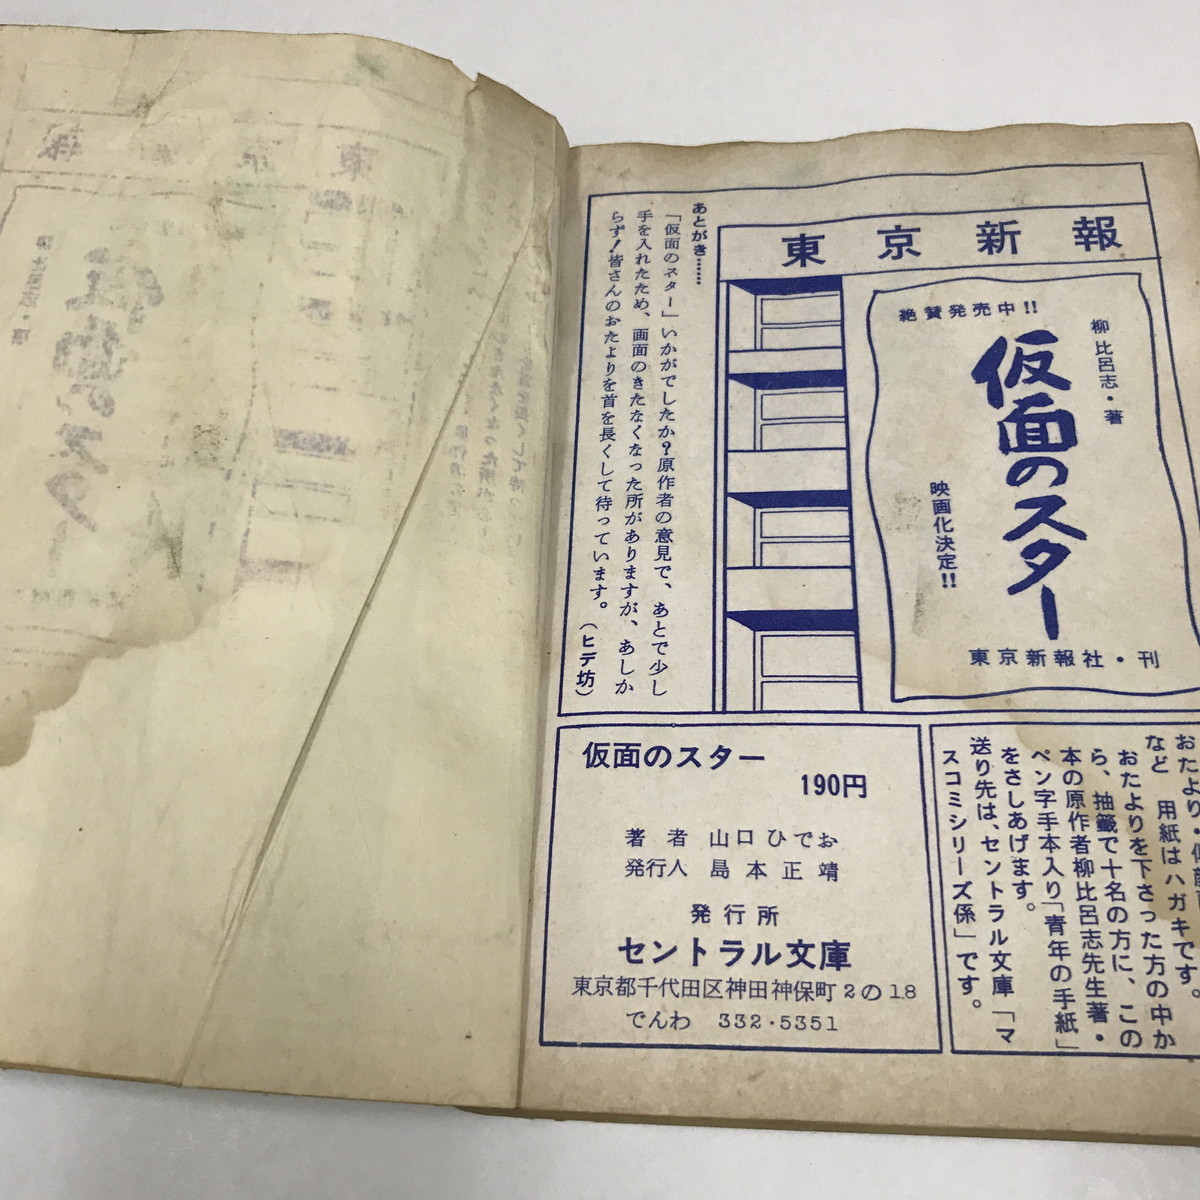 東京新報
絶賛発売中!!
柳比呂志・著
仮面のスター
映画化決定!!
東京新報社・刊
あとがき……
「仮面のスター」いかがでしたか?原作者の意見で、あとで少し
手を入れたため、画面のきたなくなった所がありますが、あしか
らず!皆さんのおたよりを首を長くして待っています。
(ヒデ坊)
おたより・
など 用紙はハガキです。
おたよりを下さった方の中か
ら、抽籤で十名の方に、この
本の原作者柳比呂志先生著・
ペン字手本入り「青年の手紙」
をさしあげます。
送り先は、セントラル文庫「マ
スコミシリーズ係」です。
仮面のスター
190円
著者 山口ひでお
発行人 島本正靖
発行所
セントラル文庫
東京都千代田区神田神保町2の18
でんわ 332・5351